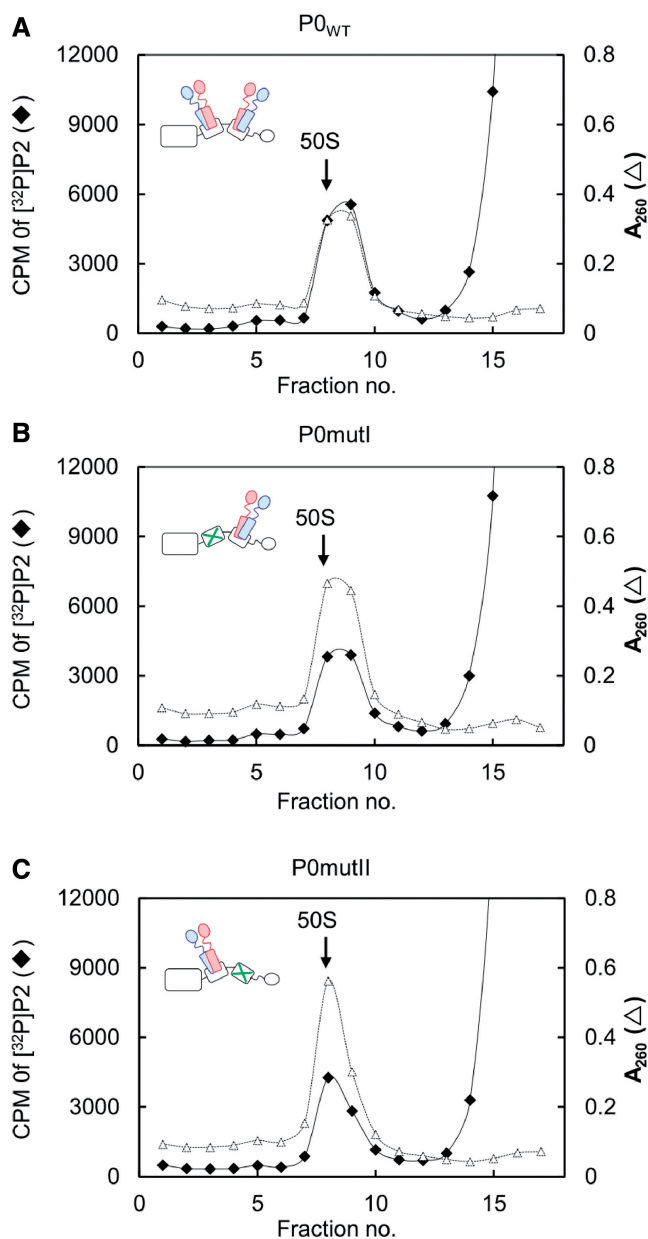 A
P0WT
CPM 0f [32P]P2 (◆)
12000
9000
6000
3000
0
50S
0.8
0.6
0.4
0.2
0
A260 (△)
0 5 10 15
Fraction no.
B
P0mutI
CPM 0f [32P]P2 (◆)
12000
9000
6000
3000
0
50S
0.8
0.6
0.4
0.2
0
A260 (△)
0 5 10 15
Fraction no.
C
P0mutII
CPM 0f [32P]P2 (◆)
12000
9000
6000
3000
0
50S
0.8
0.6
0.4
0.2
0
A260 (△)
0 5 10 15
Fraction no.